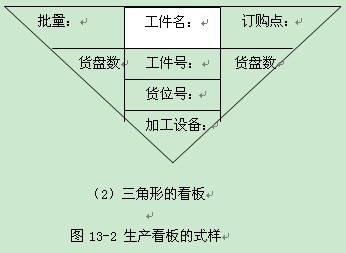 批量： 工件名： 订购点：
货盘数 工件号： 货盘数
货位号：
加工设备：
（2）三角形的看板
图 13-2 生产看板的式样